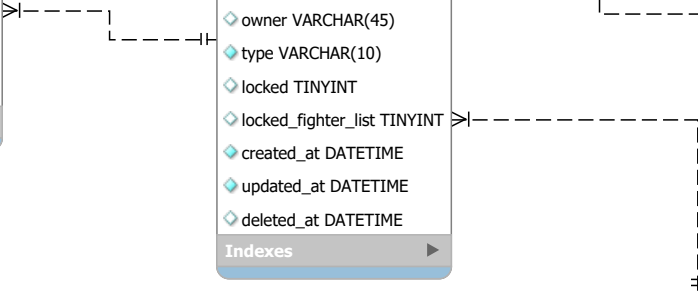 owner VARCHAR(45)
type VARCHAR(10)
locked TINYINT
locked_fighter_list TINYINT
created_at DATETIME
updated_at DATETIME
deleted_at DATETIME
Indexes